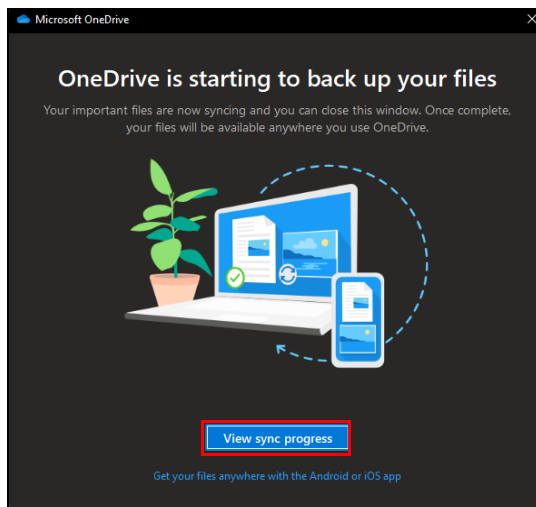 Microsoft OneDrive
OneDrive is starting to back up your files
Your important files are now syncing and you can close this window. Once complete,
your files will be available anywhere you use OneDrive.
View sync progress
Get your files anywhere with the Android or iOS app